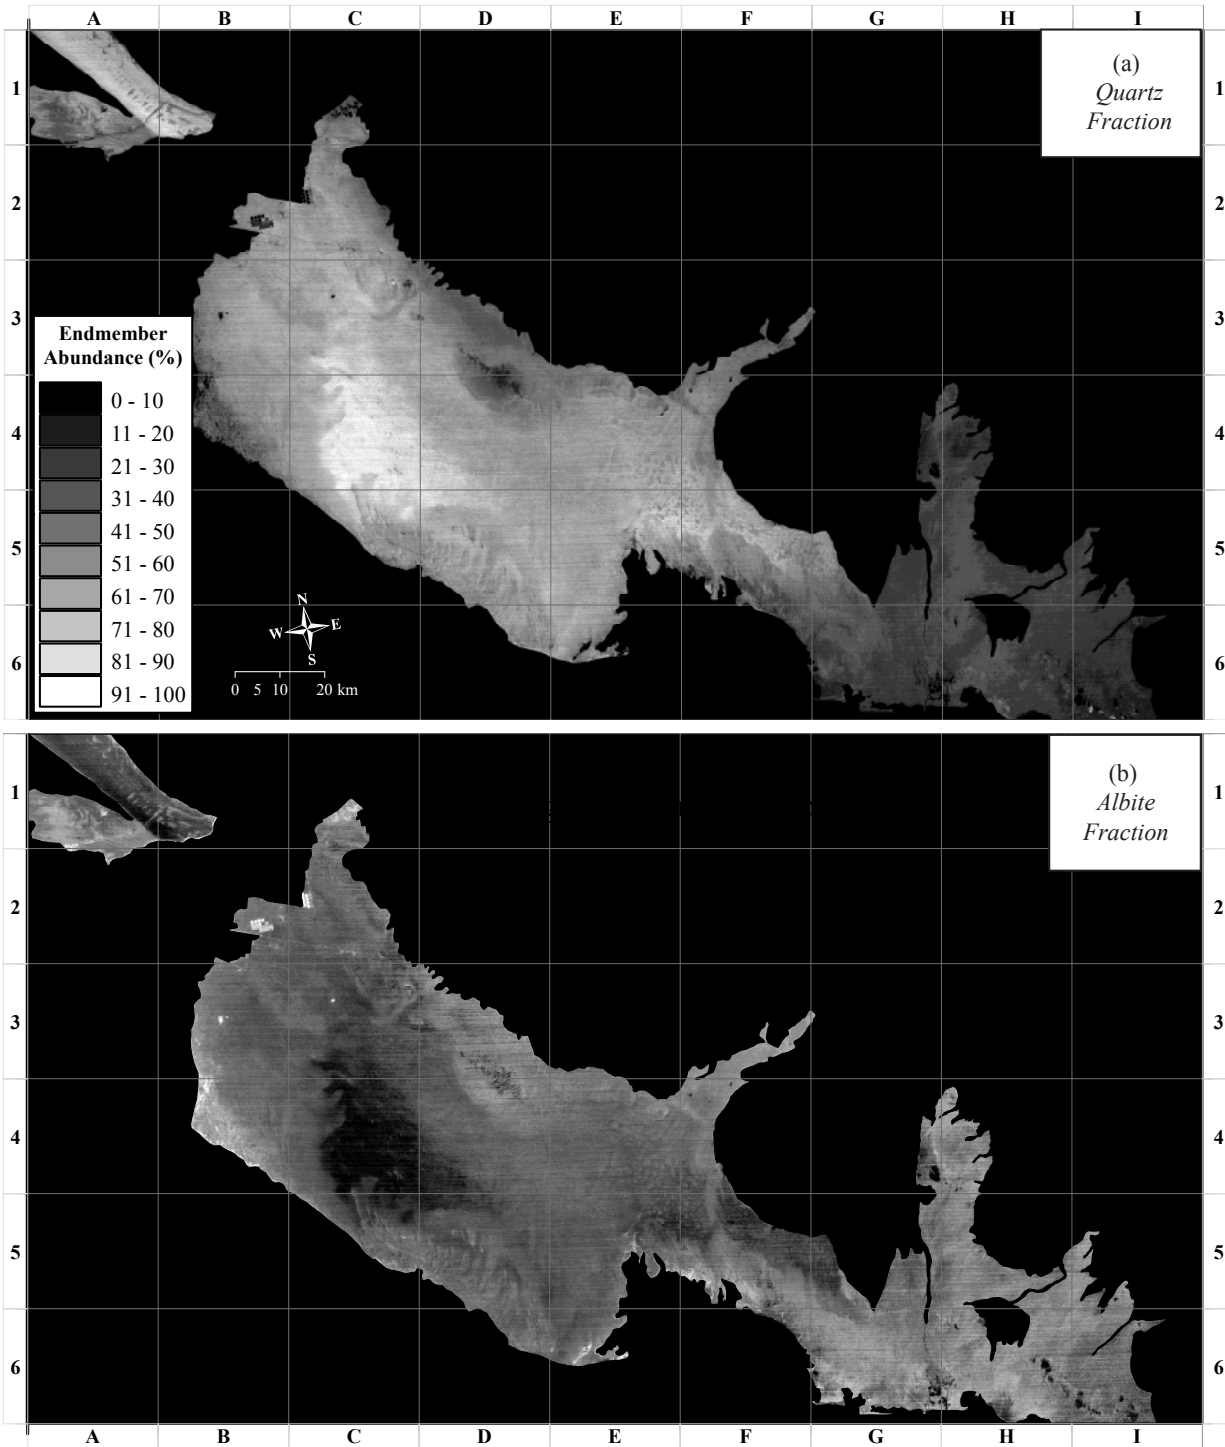 A B C D E F G H I
1 1
(a)
Quartz
Fraction
2 2
3 3
Endmember
Abundance (%)
0 - 10
11 - 20
21 - 30
31 - 40
41 - 50
51 - 60
61 - 70
71 - 80
81 - 90
91 - 100
4 4
5 5
N
W E
S
6 6
0 5 10 20 km
1 1
(b)
Albite
Fraction
2 2
3 3
4 4
5 5
6 6
A B C D E F G H I